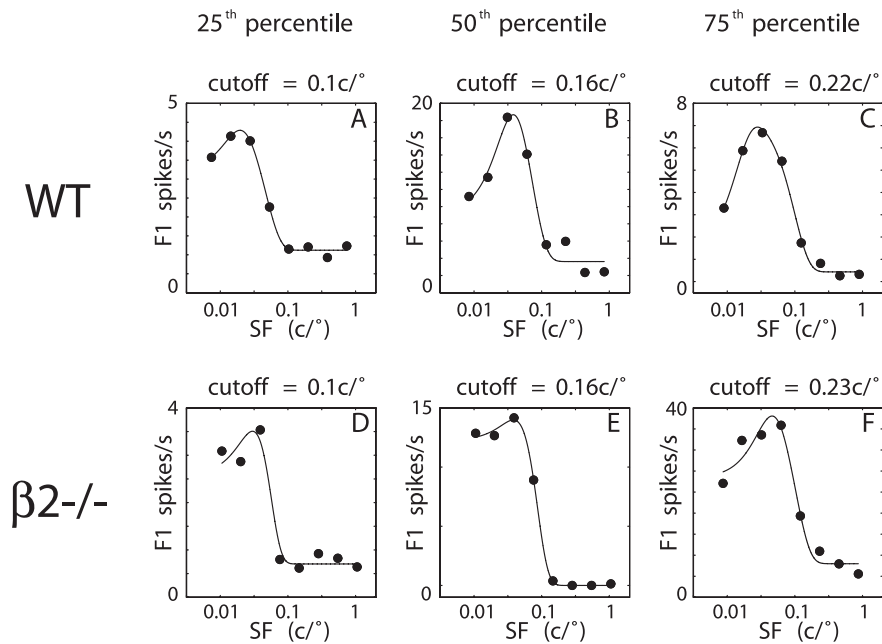 25th percentile 50th percentile 75th percentile
WT
cutoff = 0.1c/° cutoff = 0.16c/° cutoff = 0.22c/°
5 A 20 B 8 C
F1 spikes/s F1 spikes/s F1 spikes/s
0 0 0
0.01 0.1 1 0.01 0.1 1 0.01 0.1 1
SF (c/°) SF (c/°) SF (c/°)
β2-/-
cutoff = 0.1c/° cutoff = 0.16c/° cutoff = 0.23c/°
4 D 15 E 40 F
F1 spikes/s F1 spikes/s F1 spikes/s
0 0 0
0.01 0.1 1 0.01 0.1 1 0.01 0.1 1
SF (c/°) SF (c/°) SF (c/°)